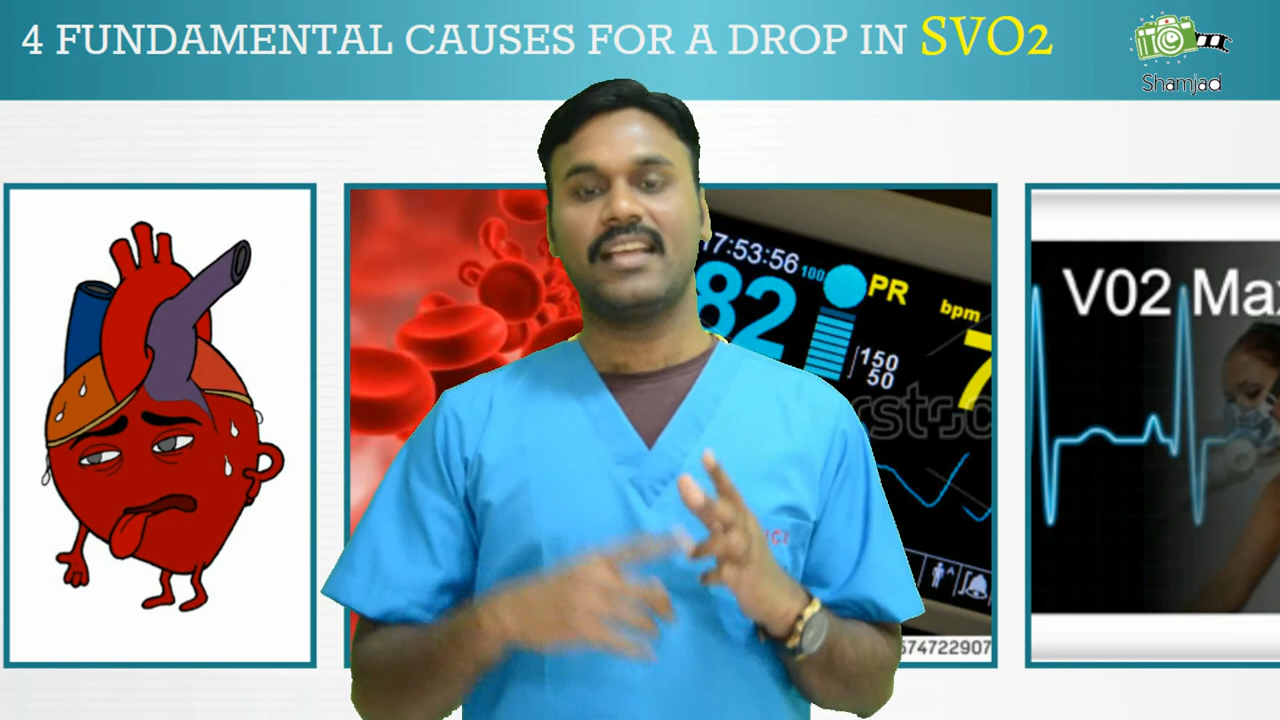 4 FUNDAMENTAL CAUSES FOR A DROP IN SVO2
Shamjad
17:53:56
100
PR
82
bpm
150
50
7
V02 Max
574722907